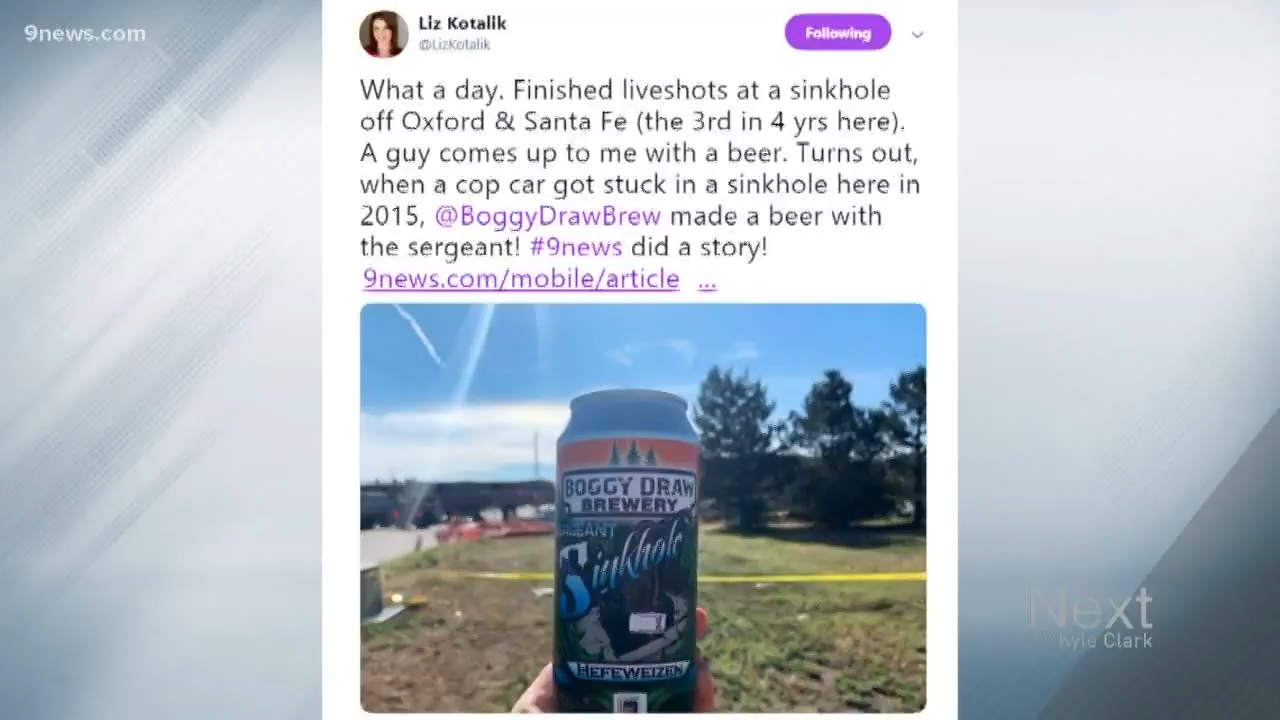 9news.com
Liz Kotalik
@LizKotalik
Following
What a day. Finished liveshots at a sinkhole
off Oxford & Santa Fe (the 3rd in 4 yrs here).
A guy comes up to me with a beer. Turns out,
when a cop car got stuck in a sinkhole here in
2015, @BoggyDrawBrew made a beer with
the sergeant! #9news did a story!
9news.com/mobile/article ...
BOGGY DRAW
BREWERY
Sinkhole
HEFEWEIZEN
Next
Kyle Clark